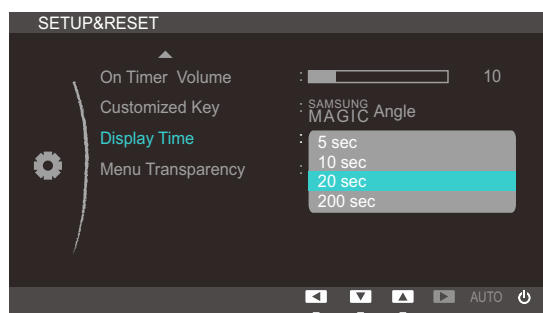 SETUP&RESET
On Timer Volume : 10
Customized Key : SAMSUNG MAGIC Angle
Display Time :
5 sec
10 sec
20 sec
200 sec
Menu Transparency :
AUTO